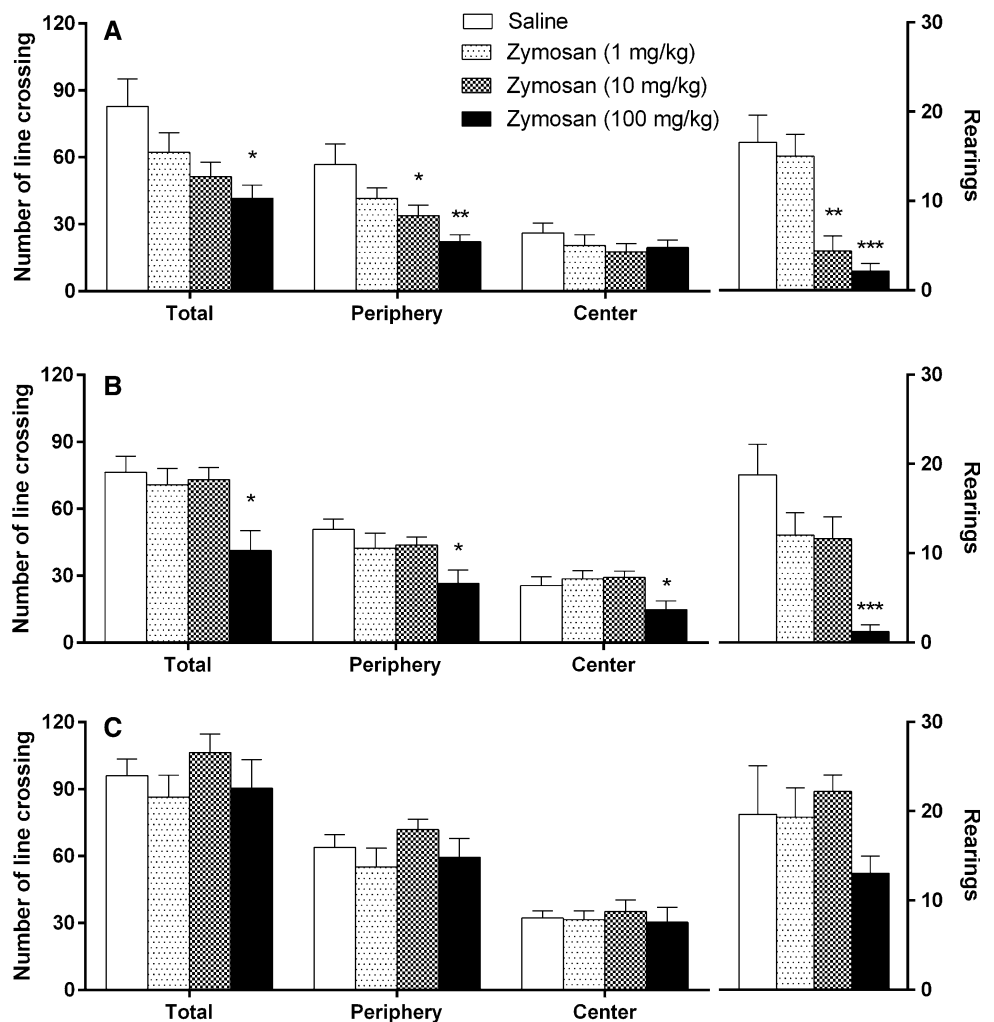 A
Saline
Zymosan (1 mg/kg)
Zymosan (10 mg/kg)
Zymosan (100 mg/kg)
Number of line crossing
120
90
60
30
0
*
*
**
**
***
30
20
10
0
Rearings
Total
Periphery
Center
B
Number of line crossing
120
90
60
30
0
*
*
*
***
30
20
10
0
Rearings
Total
Periphery
Center
C
Number of line crossing
120
90
60
30
0
30
20
10
0
Rearings
Total
Periphery
Center